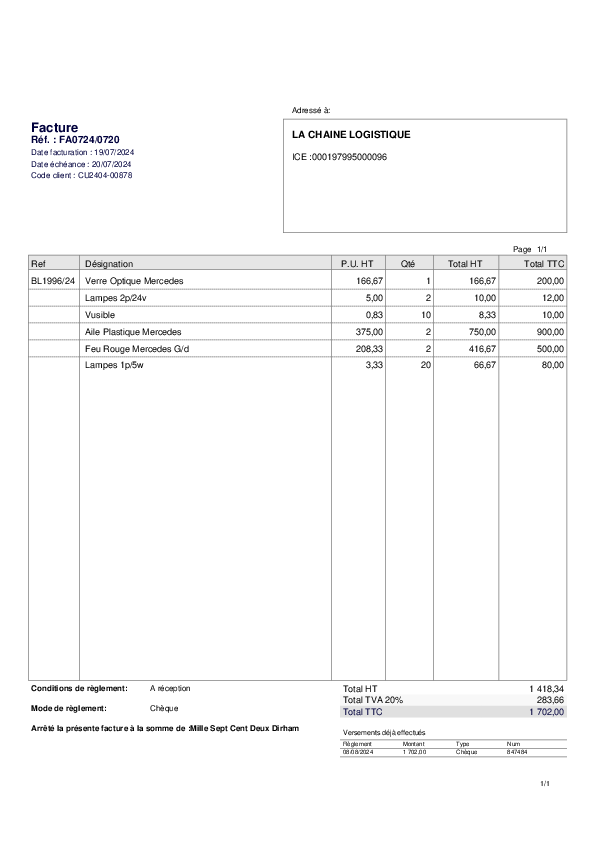 Adressé à:
Facture
Réf. : FA0724/0720
Date facturation : 19/07/2024
Date échéance : 20/07/2024
Code client : CU2404-00878
LA CHAINE LOGISTIQUE
ICE :000197995000096
Page 1/1
Ref Désignation P.U. HT Qté Total HT Total TTC
BL1996/24 Verre Optique Mercedes 166,67 1 166,67 200,00
Lampes 2p/24v 5,00 2 10,00 12,00
Vusible 0,83 10 8,33 10,00
Aile Plastique Mercedes 375,00 2 750,00 900,00
Feu Rouge Mercedes G/d 208,33 2 416,67 500,00
Lampes 1p/5w 3,33 20 66,67 80,00
Conditions de règlement: A réception
Mode de règlement: Chèque
Arrêté la présente facture à la somme de :Mille Sept Cent Deux Dirham
Total HT 1 418,34
Total TVA 20% 283,66
Total TTC 1 702,00
Versements déjà effectués
Règlement Montant Type Num
08/08/2024 1 702,00 Chèque 847484
1/1